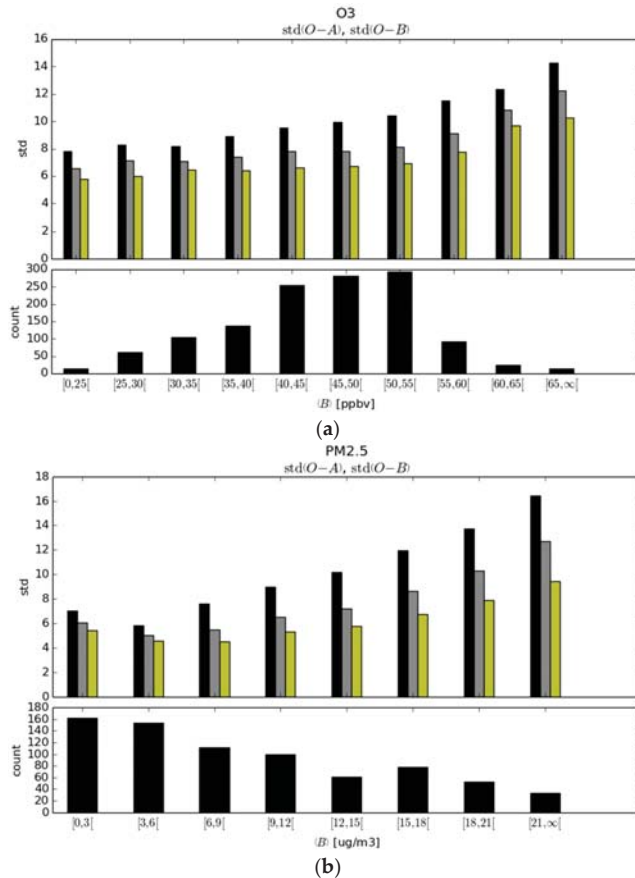 O3
std(O−A), std(O−B)
16
14
12
10
8
6
4
2
0
std
300
250
200
150
100
50
0
count
[0,25[ [25,30[ [30,35[ [35,40[ [40,45[ [45,50[ [50,55[ [55,60[ [60,65[ [65,∞[
⟨B⟩ [ppbv]
(a)
PM2.5
std(O−A), std(O−B)
18
16
14
12
10
8
6
4
2
0
std
180
160
140
120
100
80
60
40
20
0
count
[0,3[ [3,6[ [6,9[ [9,12[ [12,15[ [15,18[ [18,21[ [21,∞[
⟨B⟩ [ug/m3]
(b)